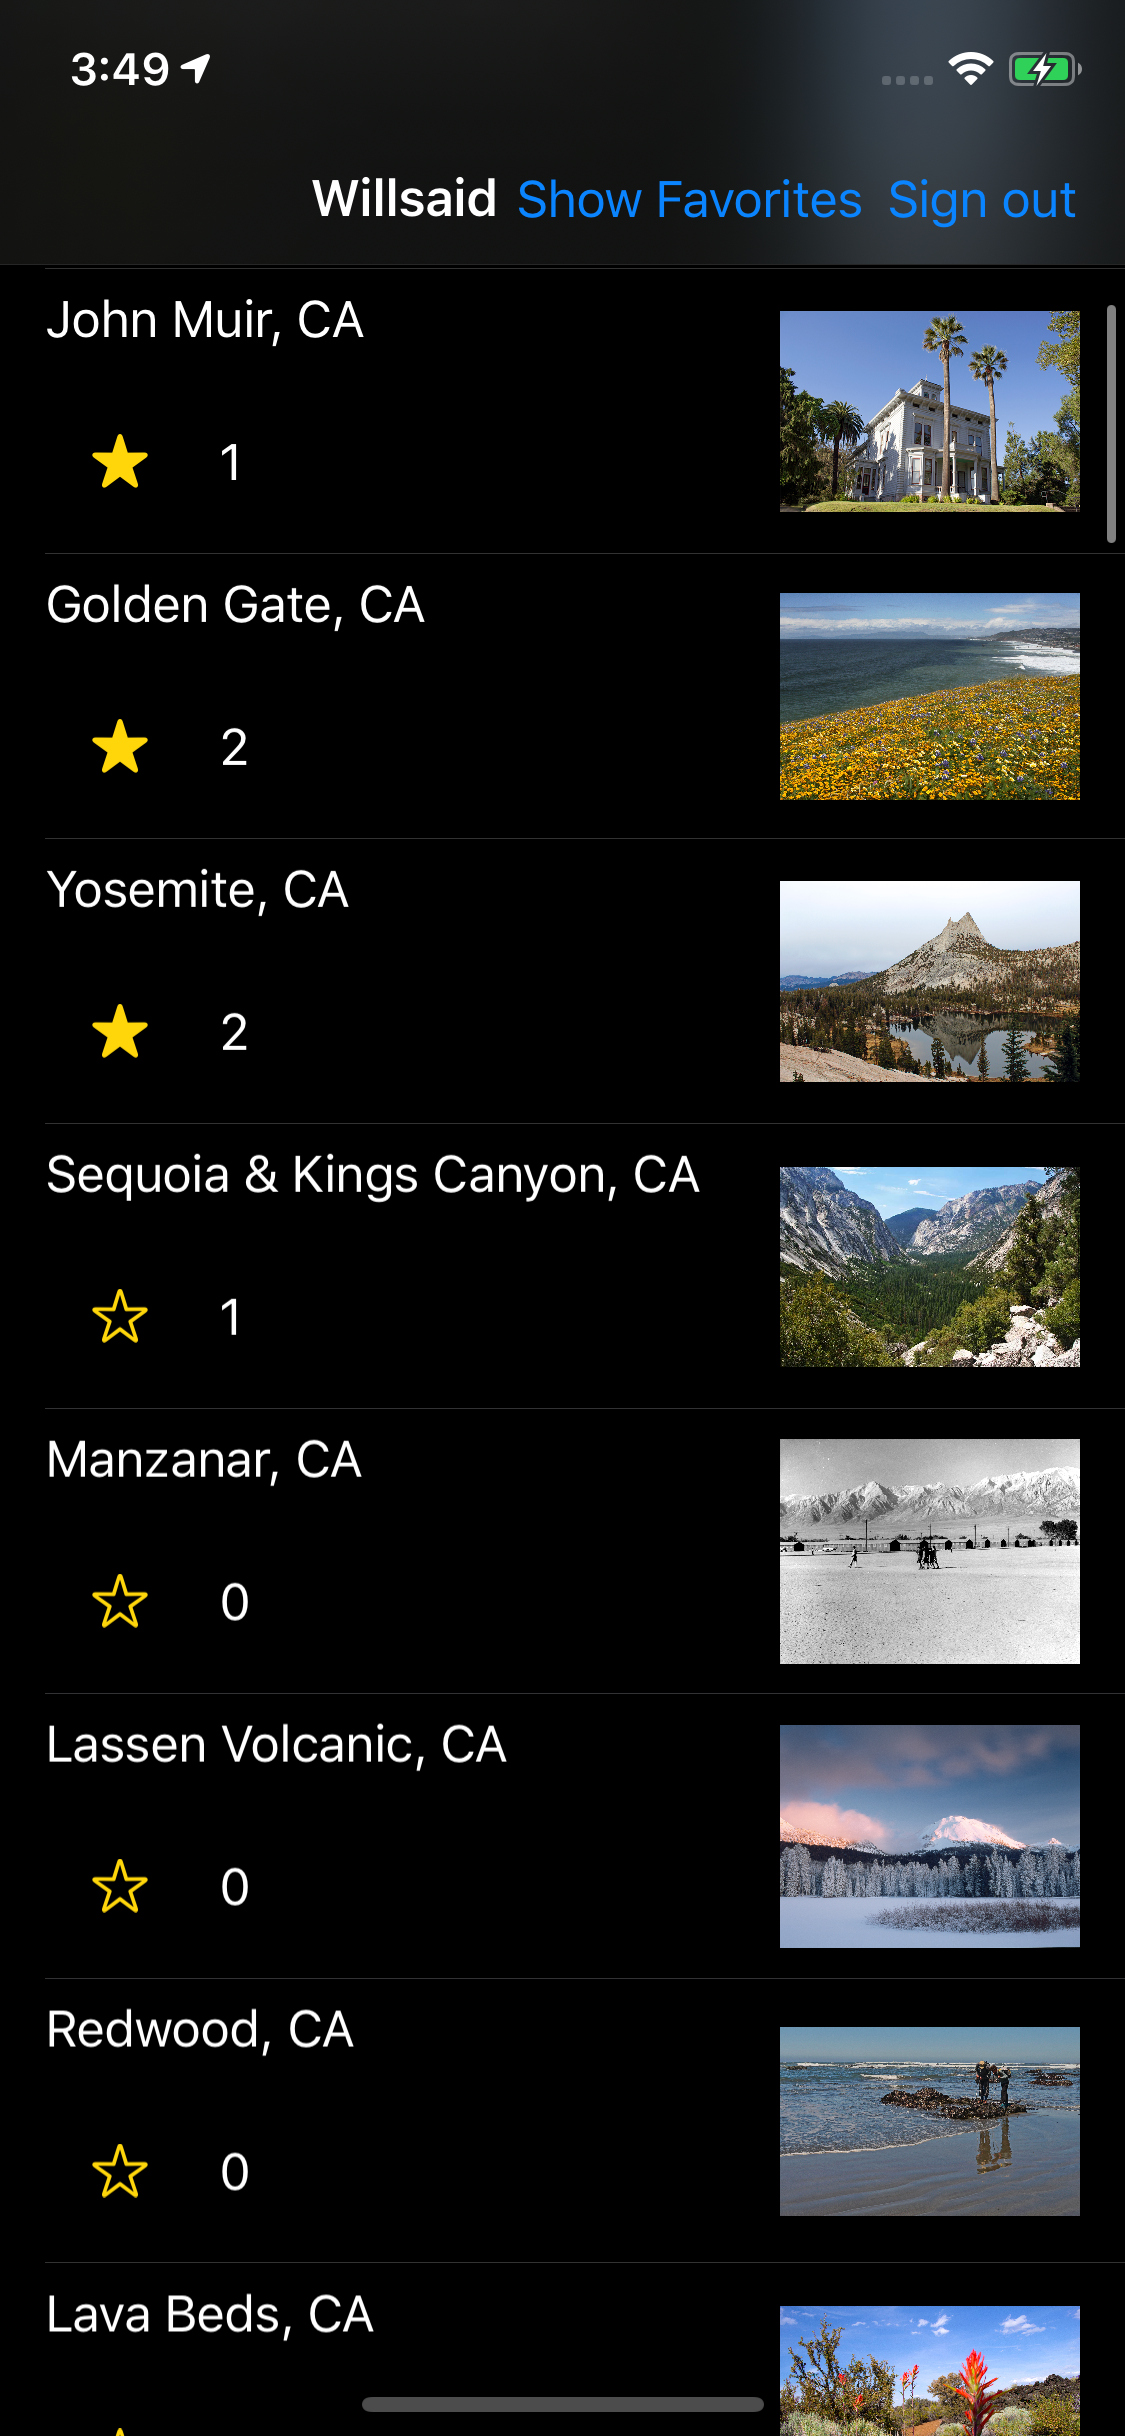 3:49
Willsaid Show Favorites Sign out
John Muir, CA
1
Golden Gate, CA
2
Yosemite, CA
2
Sequoia & Kings Canyon, CA
1
Manzanar, CA
0
Lassen Volcanic, CA
0
Redwood, CA
0
Lava Beds, CA